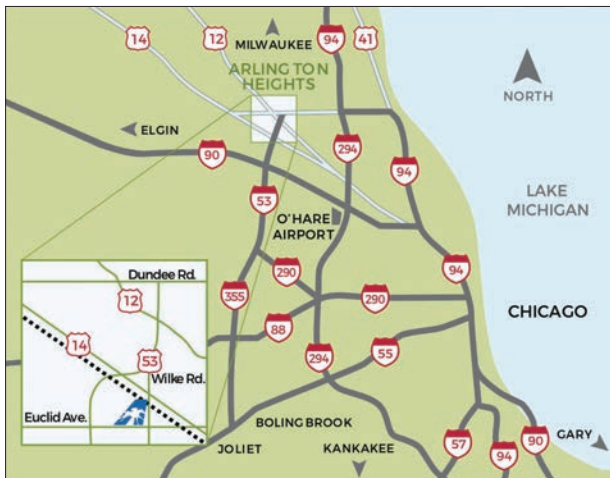 14
12
MILWAUKEE
94
41
ARLINGTON
HEIGHTS
NORTH
ELGIN
90
294
94
53
LAKE
MICHIGAN
O'HARE
AIRPORT
290
94
355
290
CHICAGO
88
55
294
Dundee Rd.
12
14
53
Wilke Rd.
Euclid Ave.
BOLING BROOK
JOLIET
KANKAKEE
57
94
90
GARY